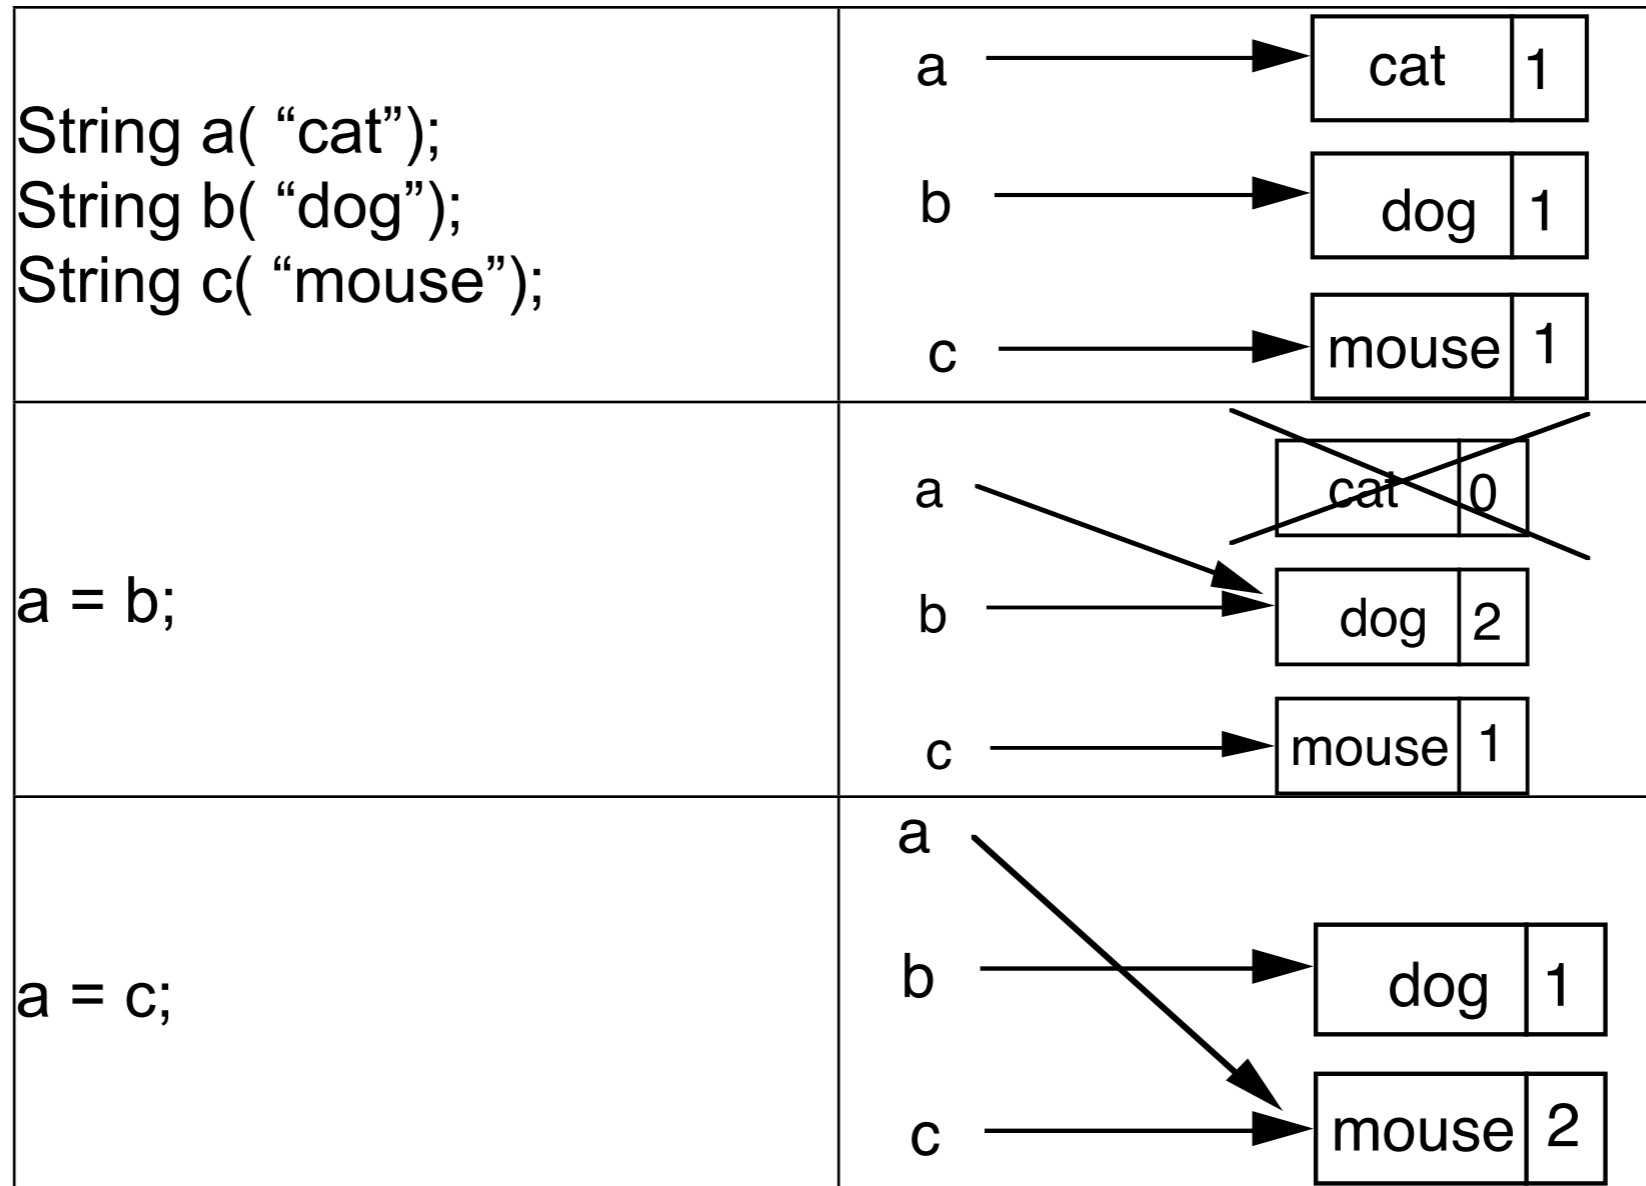 String a( “cat”);
String b( “dog”);
String c( “mouse”);
a cat 1
b dog 1
c mouse 1
a = b;
a cat 0
b dog 2
c mouse 1
a = c;
a
b dog 1
c mouse 2